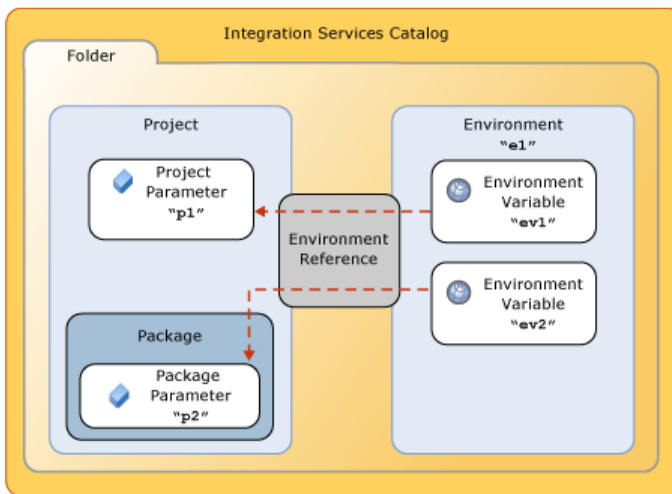 Integration Services Catalog
Folder
Project
Project
Parameter
"p1"
Package
Package
Parameter
"p2"
Environment
Reference
Environment
"e1"
Environment
Variable
"ev1"
Environment
Variable
"ev2"